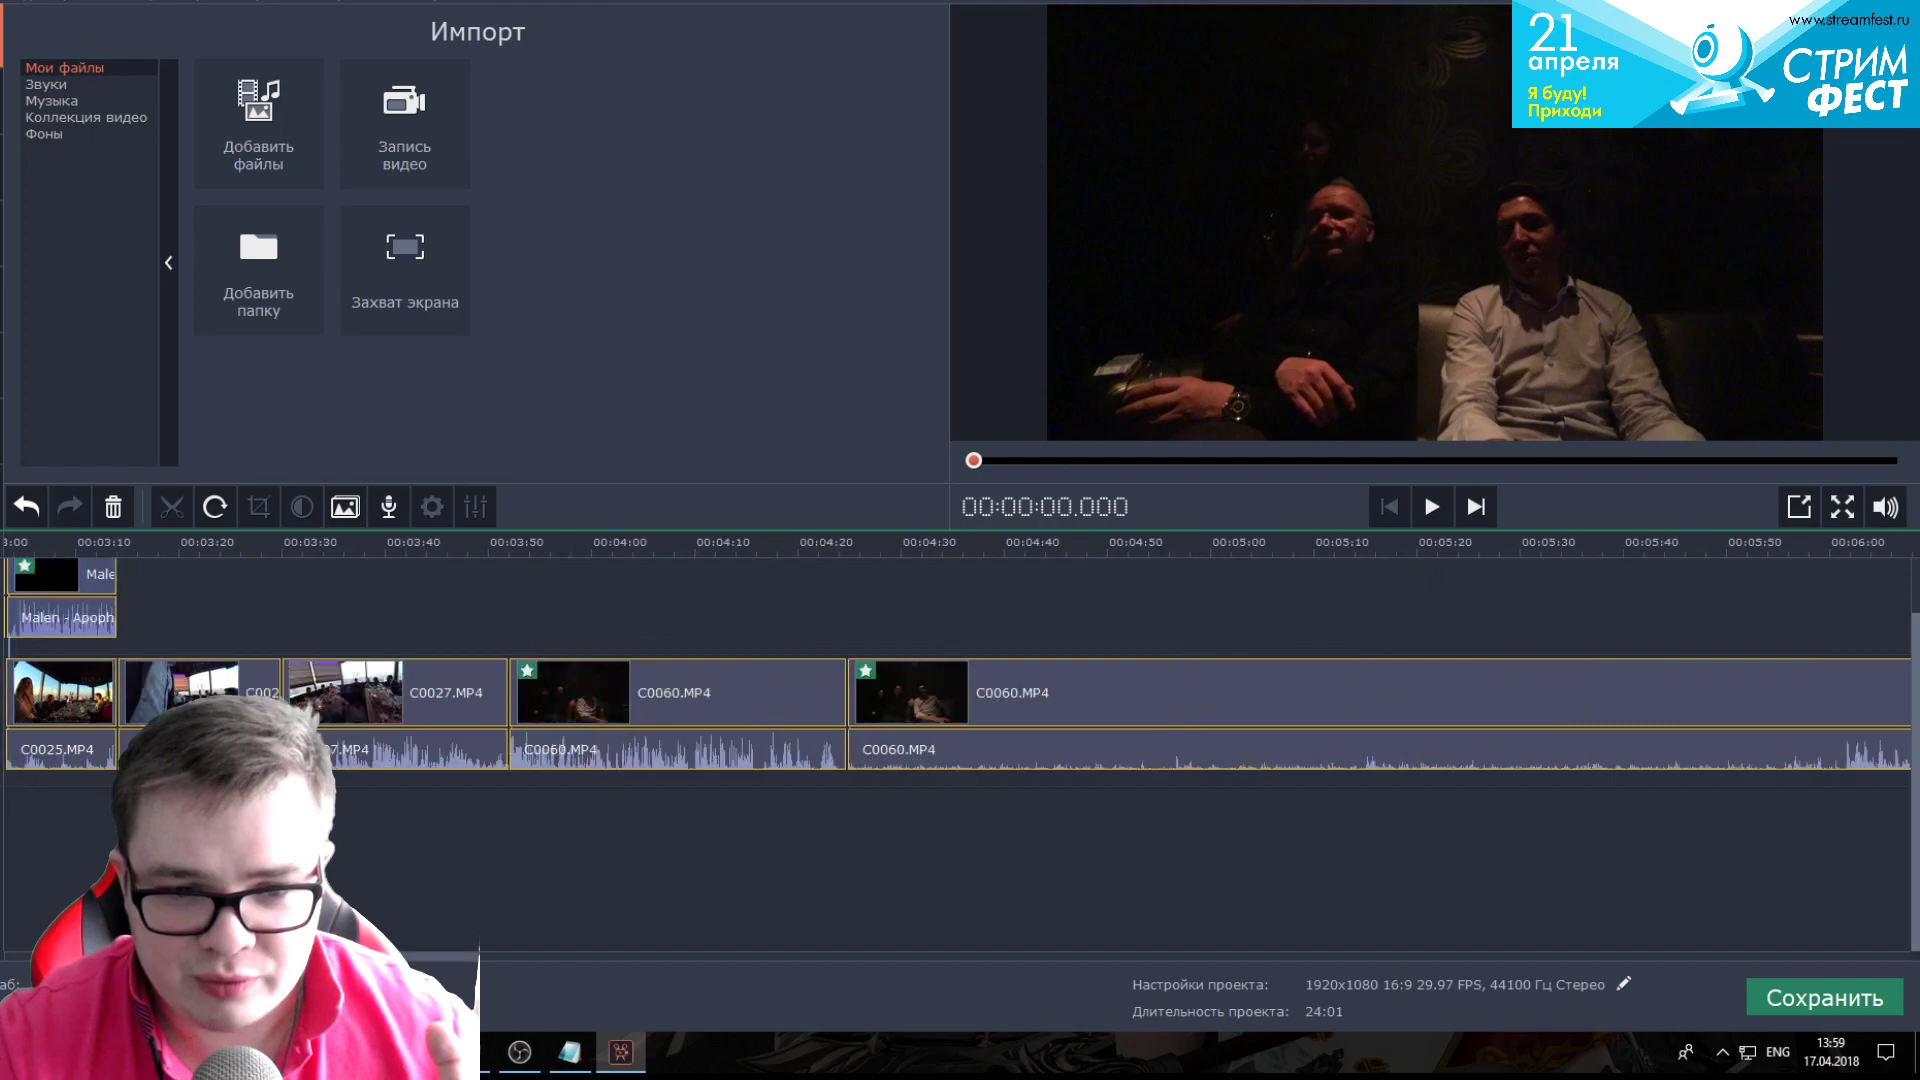 Импорт
Мои файлы
Звуки
Музыка
Коллекция видео
Фоны
Добавить
файлы
Запись
видео
Добавить
папку
Захват экрана
21
апреля
Я буду!
Приходи
www.streamfest.ru
СТРИМ
ФЕСТ
00:00:00.000
3:00 00:03:10 00:03:20 00:03:30 00:03:40 00:03:50 00:04:00 00:04:10 00:04:20 00:04:30 00:04:40 00:04:50 00:05:00 00:05:10 00:05:20 00:05:30 00:05:40 00:05:50 00:06:00
Male
Malen - Apoph
C002
C0027.MP4
C0060.MP4
C0060.MP4
C0025.MP4
7.MP4
C0060.MP4
C0060.MP4
аб:
Настройки проекта: 1920x1080 16:9 29.97 FPS, 44100 Гц Стерео
Длительность проекта: 24:01
Сохранить
ENG
13:59
17.04.2018